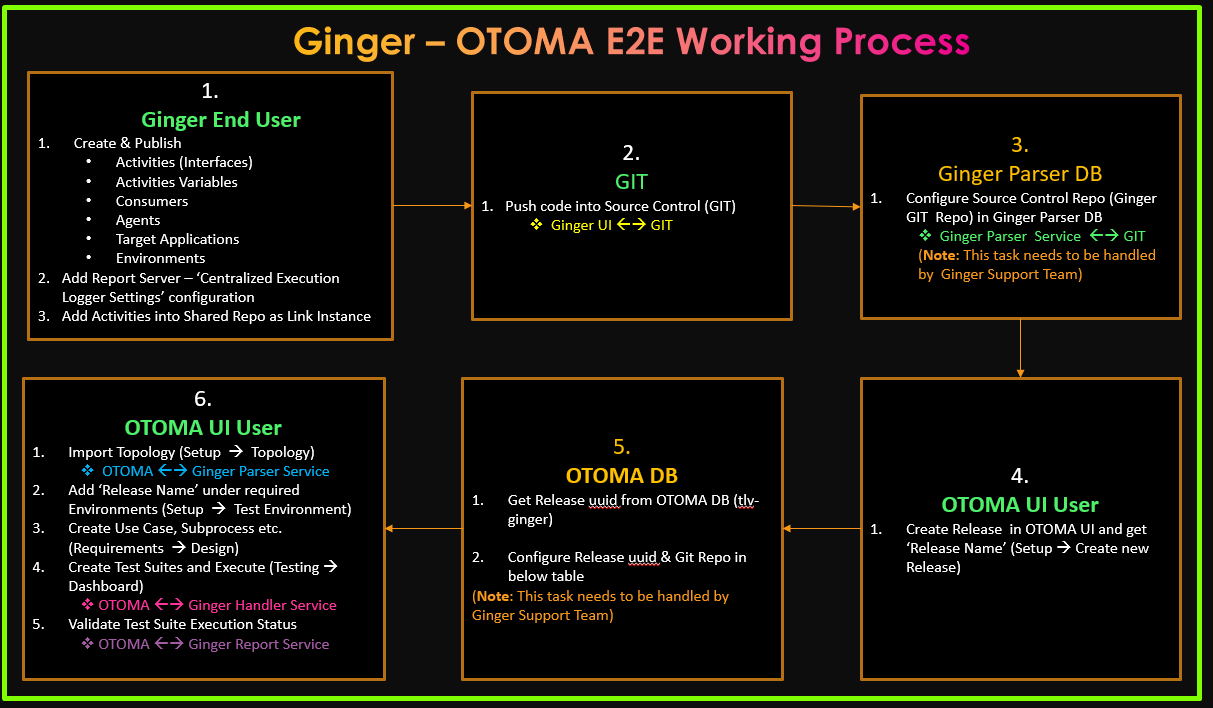 Ginger – OTOMA E2E Working Process
1.
Ginger End User
1. Create & Publish
• Activities (Interfaces)
• Activities Variables
• Consumers
• Agents
• Target Applications
• Environments
2. Add Report Server – ‘Centralized Execution
Logger Settings’ configuration
3. Add Activities into Shared Repo as Link Instance
2.
GIT
1. Push code into Source Control (GIT)
❖ Ginger UI ←→ GIT
3.
Ginger Parser DB
1. Configure Source Control Repo (Ginger
GIT Repo) in Ginger Parser DB
❖ Ginger Parser Service ←→ GIT
(Note: This task needs to be handled
by Ginger Support Team)
4.
OTOMA UI User
1. Create Release in OTOMA UI and get
‘Release Name’ (Setup → Create new
Release)
5.
OTOMA DB
1. Get Release uuid from OTOMA DB (tlv-
ginger)
2. Configure Release uuid & Git Repo in
below table
(Note: This task needs to be handled by
Ginger Support Team)
6.
OTOMA UI User
1. Import Topology (Setup → Topology)
❖ OTOMA ←→ Ginger Parser Service
2. Add ‘Release Name’ under required
Environments (Setup → Test Environment)
3. Create Use Case, Subprocess etc.
(Requirements → Design)
4. Create Test Suites and Execute (Testing →
Dashboard)
❖ OTOMA ←→ Ginger Handler Service
5. Validate Test Suite Execution Status
❖ OTOMA ←→ Ginger Report Service